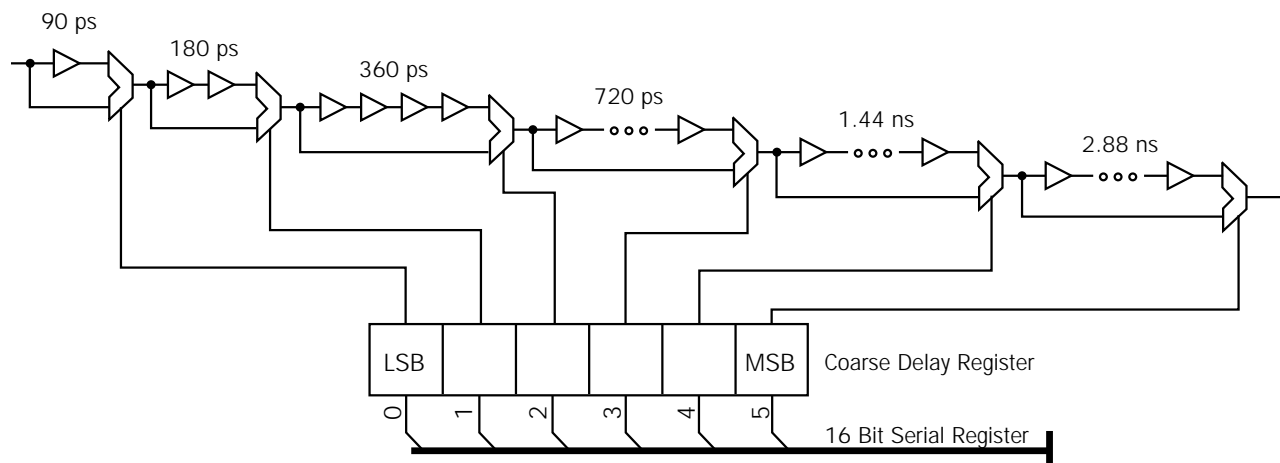 90 ps
180 ps
360 ps
720 ps
1.44 ns
2.88 ns
LSB
MSB
Coarse Delay Register
0
1
2
3
4
5
16 Bit Serial Register